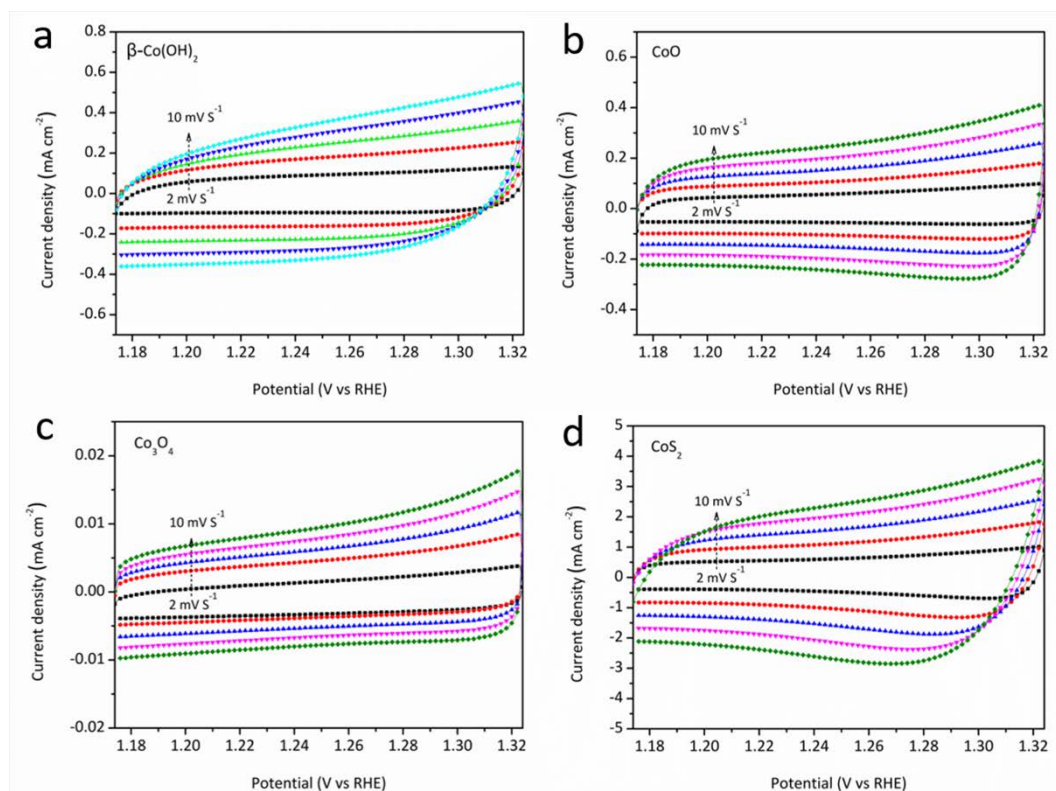 a
β-Co(OH)₂
10 mV S⁻¹
2 mV S⁻¹
0.8
0.6
0.4
0.2
0.0
-0.2
-0.4
-0.6
1.18 1.20 1.22 1.24 1.26 1.28 1.30 1.32
Current density (mA cm⁻²)
Potential (V vs RHE)
b
CoO
10 mV S⁻¹
2 mV S⁻¹
0.6
0.4
0.2
0.0
-0.2
-0.4
1.18 1.20 1.22 1.24 1.26 1.28 1.30 1.32
Current density (mA cm⁻²)
Potential (V vs RHE)
c
Co₃O₄
10 mV S⁻¹
2 mV S⁻¹
0.02
0.01
0.00
-0.01
-0.02
1.18 1.20 1.22 1.24 1.26 1.28 1.30 1.32
Current density (mA cm⁻²)
Potential (V vs RHE)
d
CoS₂
10 mV S⁻¹
2 mV S⁻¹
5
4
3
2
1
0
-1
-2
-3
-4
-5
1.18 1.20 1.22 1.24 1.26 1.28 1.30 1.32
Current density (mA cm⁻²)
Potential (V vs RHE)